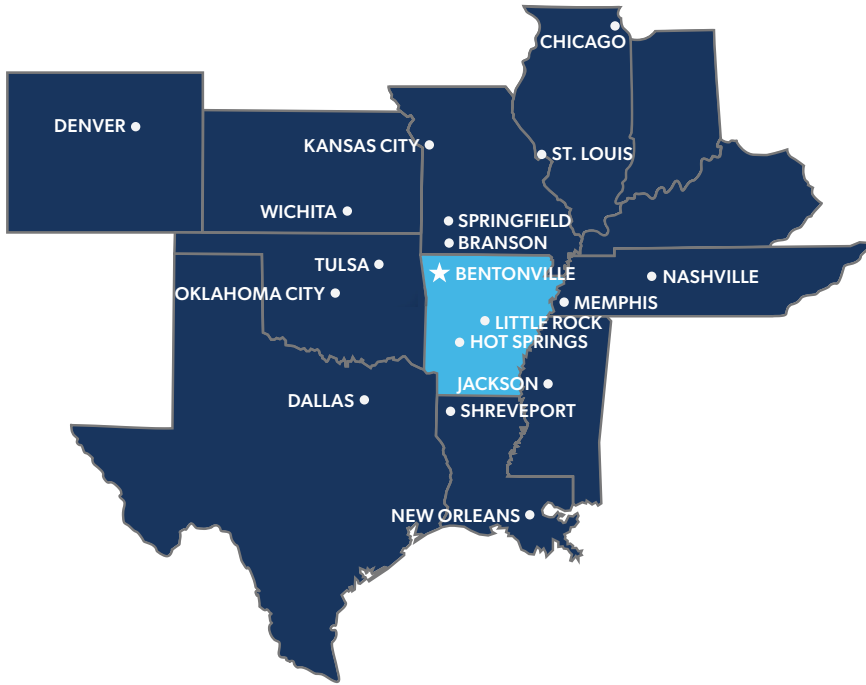 CHICAGO
DENVER
KANSAS CITY
ST. LOUIS
WICHITA
SPRINGFIELD
BRANSON
TULSA
BENTONVILLE
NASHVILLE
OKLAHOMA CITY
MEMPHIS
LITTLE ROCK
HOT SPRINGS
JACKSON
DALLAS
SHREVEPORT
NEW ORLEANS